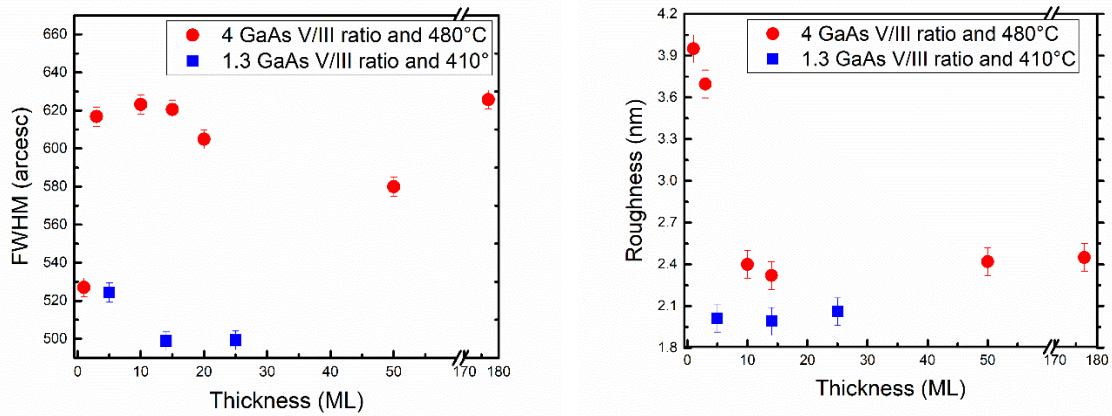 660
640
620
600
580
560
540
520
500
FWHM (arcesc)
4 GaAs V/III ratio and 480°C
1.3 GaAs V/III ratio and 410°
0 10 20 30 40 50 170 180
Thickness (ML)
4.2
3.9
3.6
3.3
3.0
2.7
2.4
2.1
1.8
Roughness (nm)
4 GaAs V/III ratio and 480°C
1.3 GaAs V/III ratio and 410°C
0 10 20 30 40 50 170 180
Thickness (ML)